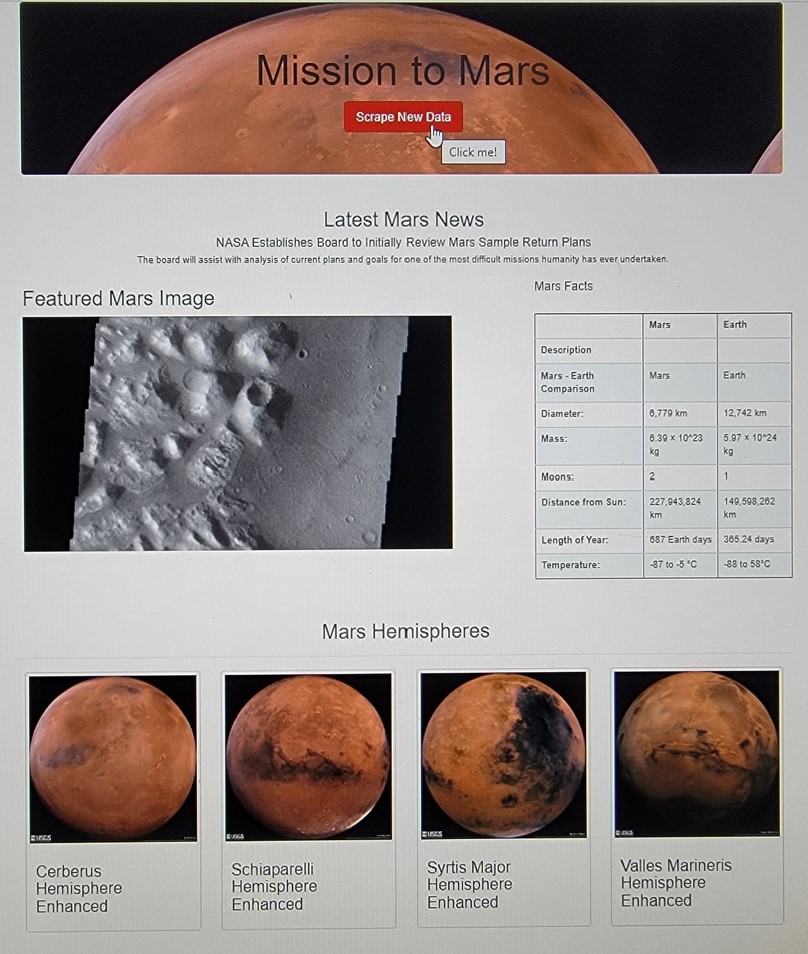 Mission to Mars
Scrape New Data
Click me!
Latest Mars News
NASA Establishes Board to Initially Review Mars Sample Return Plans
The board will assist with analysis of current plans and goals for one of the most difficult missions humanity has ever undertaken.
Featured Mars Image
Mars Facts
Mars Earth
Description
Mars - Earth Comparison Mars Earth
Diameter: 6,779 km 12,742 km
Mass: 6.39 × 10^23 kg 5.97 × 10^24 kg
Moons: 2 1
Distance from Sun: 227,943,824 km 149,598,262 km
Length of Year: 687 Earth days 365.24 days
Temperature: -87 to -5 °C -88 to 58°C
Mars Hemispheres
USGS
USGS
USGS
USGS
Cerberus
Hemisphere
Enhanced
Schiaparelli
Hemisphere
Enhanced
Syrtis Major
Hemisphere
Enhanced
Valles Marineris
Hemisphere
Enhanced